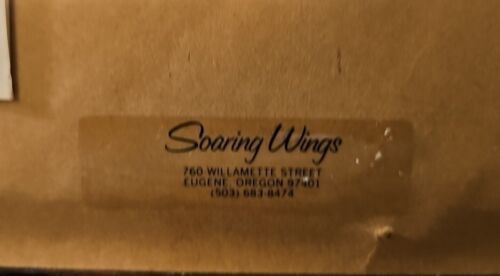 Soaring Wings
760 WILLAMETTE STREET
EUGENE, OREGON 97401
(503) 683-8474